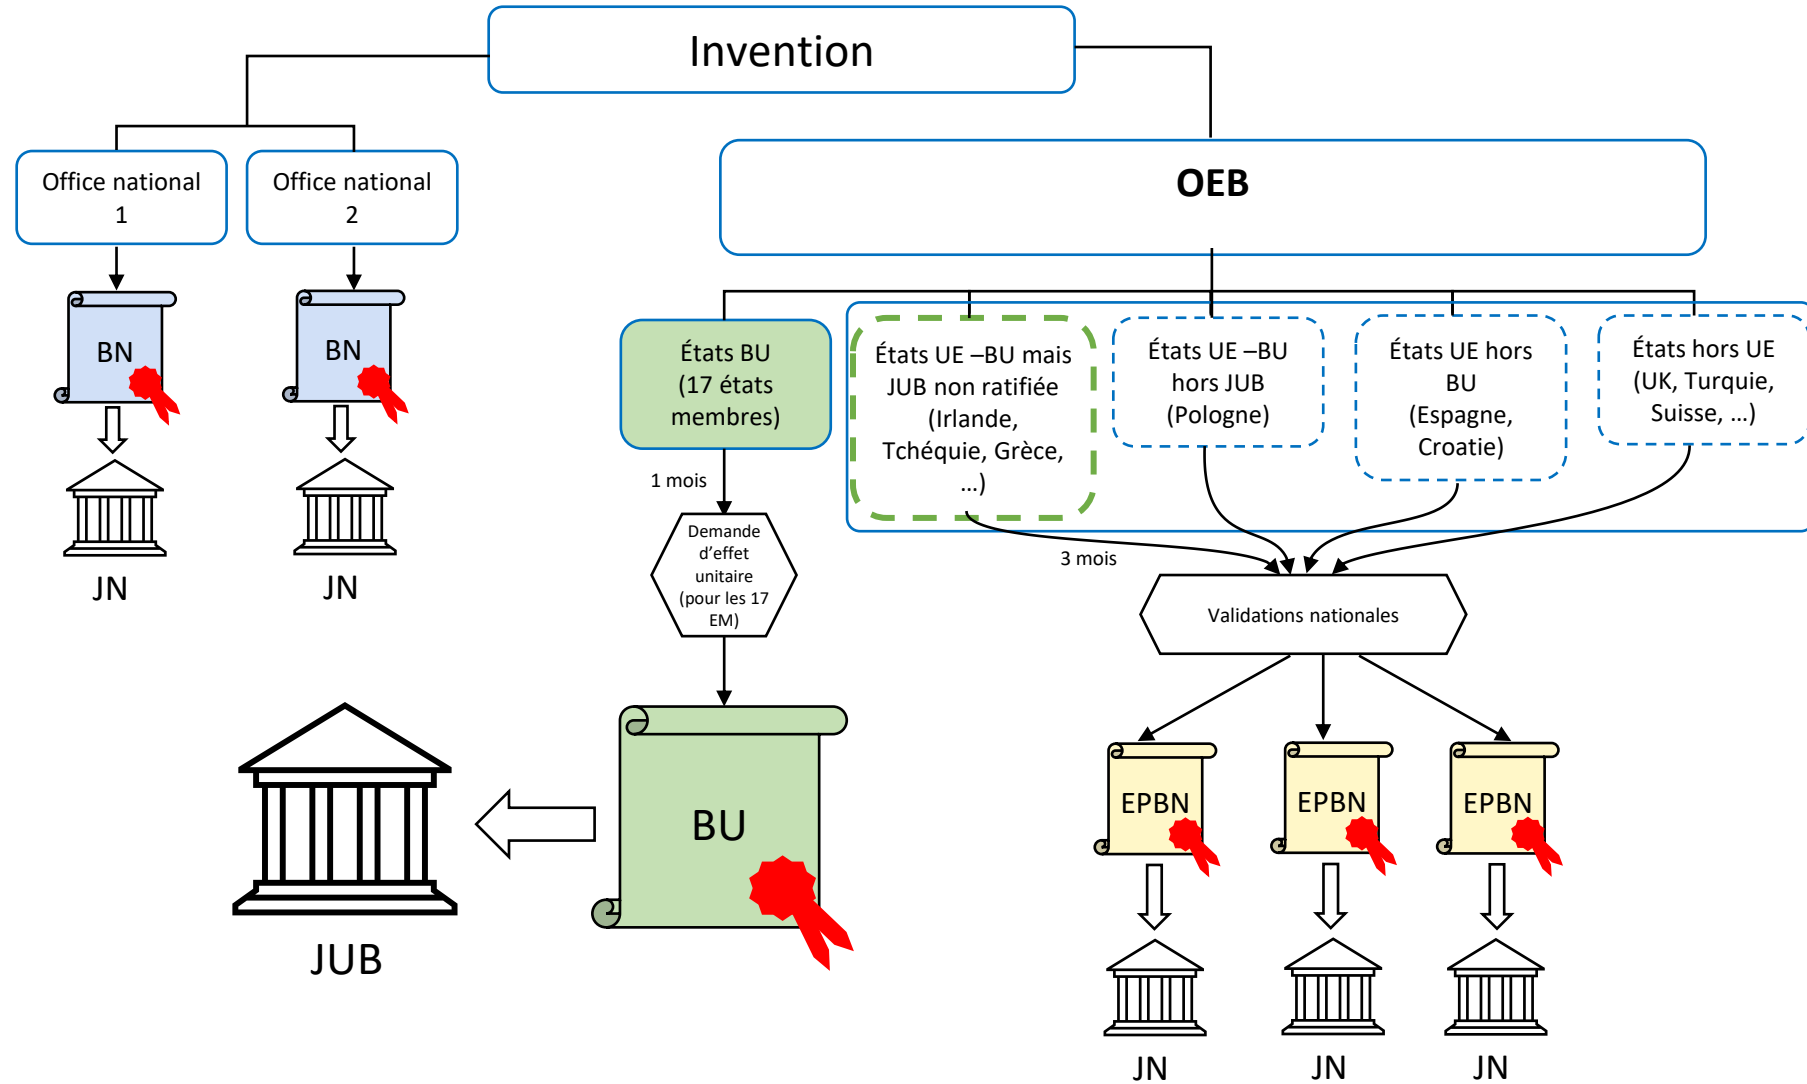 Invention
Office national
1
Office national
2
OEB
BN
BN
États BU
(17 états
membres)
États UE –BU mais
JUB non ratifiée
(Irlande,
Tchéquie, Grèce,
...)
États UE –BU
hors JUB
(Pologne)
États UE hors
BU
(Espagne,
Croatie)
États hors UE
(UK, Turquie,
Suisse, ...)
1 mois
3 mois
JN
JN
Demande
d’effet
unitaire
(pour les 17
EM)
Validations nationales
BU
JUB
EPBN
EPBN
EPBN
JN
JN
JN